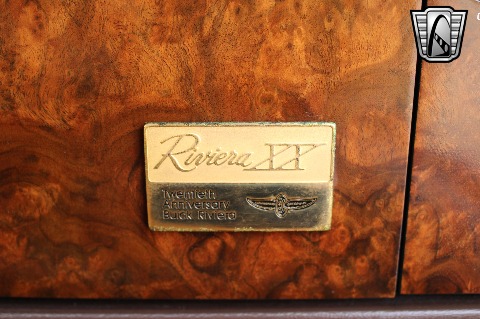 Riviera XX
Twentieth
Anniversary
Buick Riviera